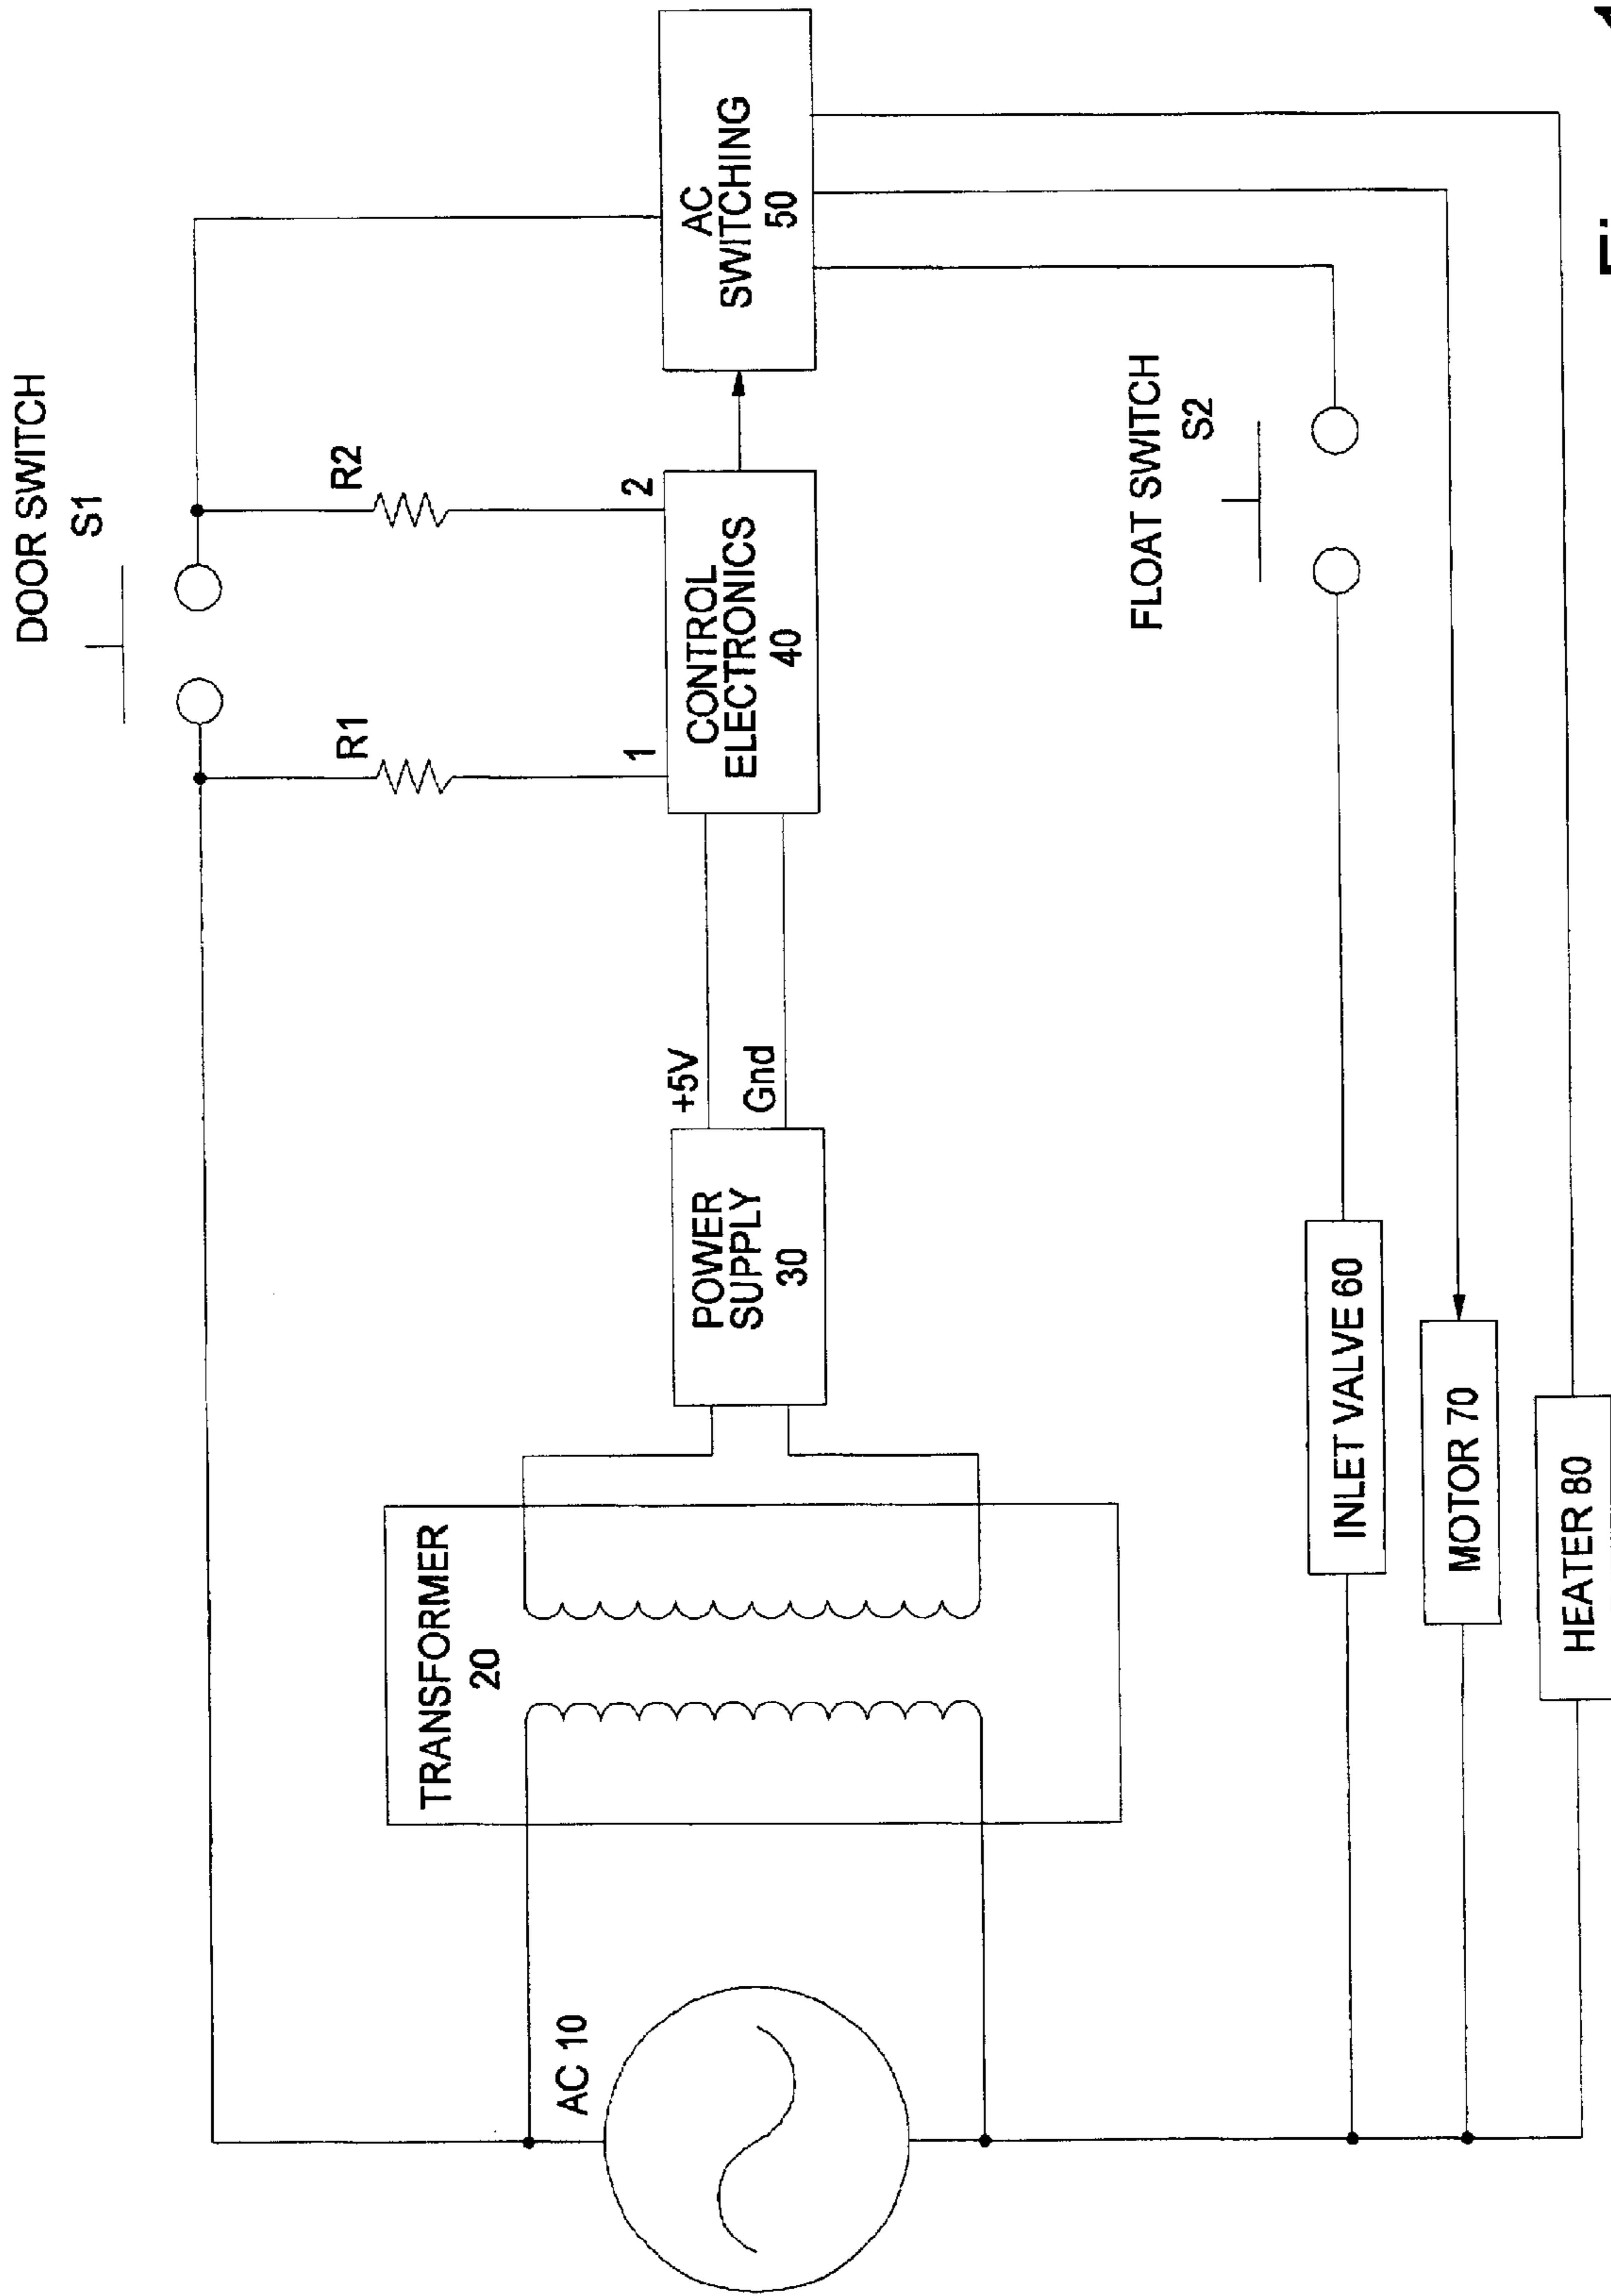 DOOR SWITCH
S1
R1
R2
1
2
TRANSFORMER
20
AC 10
POWER
SUPPLY
30
+5V
Gnd
CONTROL
ELECTRONICS
40
AC
SWITCHING
50
FLOAT SWITCH
S2
INLET VALVE 60
MOTOR 70
HEATER 80